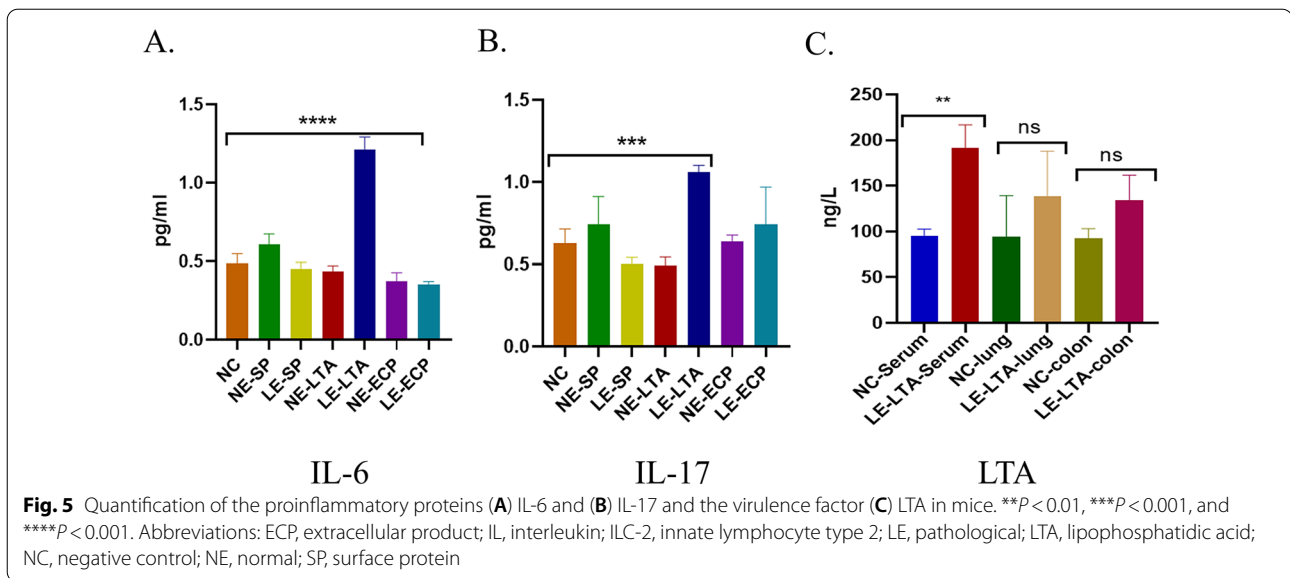 A.
B.
C.
pg/ml
1.5
1.0
0.5
0.0
****
NC
NE-SP
LE-SP
NE-LTA
LE-LTA
NE-ECP
LE-ECP
IL-6
pg/ml
1.5
1.0
0.5
0.0
***
NC
NE-SP
LE-SP
NE-LTA
LE-LTA
NE-ECP
LE-ECP
IL-17
ng/L
250
200
150
100
50
0
**
ns
ns
NC-Serum
LE-LTA-Serum
NC-lung
LE-LTA-lung
NC-colon
LE-LTA-colon
LTA
Fig. 5 Quantification of the proinflammatory proteins (A) IL-6 and (B) IL-17 and the virulence factor (C) LTA in mice. **P < 0.01, ***P < 0.001, and
****P < 0.001. Abbreviations: ECP, extracellular product; IL, interleukin; ILC-2, innate lymphocyte type 2; LE, pathological; LTA, lipophosphatidic acid;
NC, negative control; NE, normal; SP, surface protein